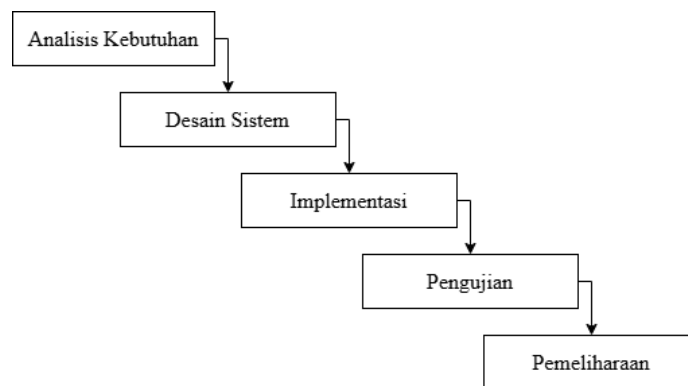 Analisis Kebutuhan
Desain Sistem
Implementasi
Pengujian
Pemeliharaan